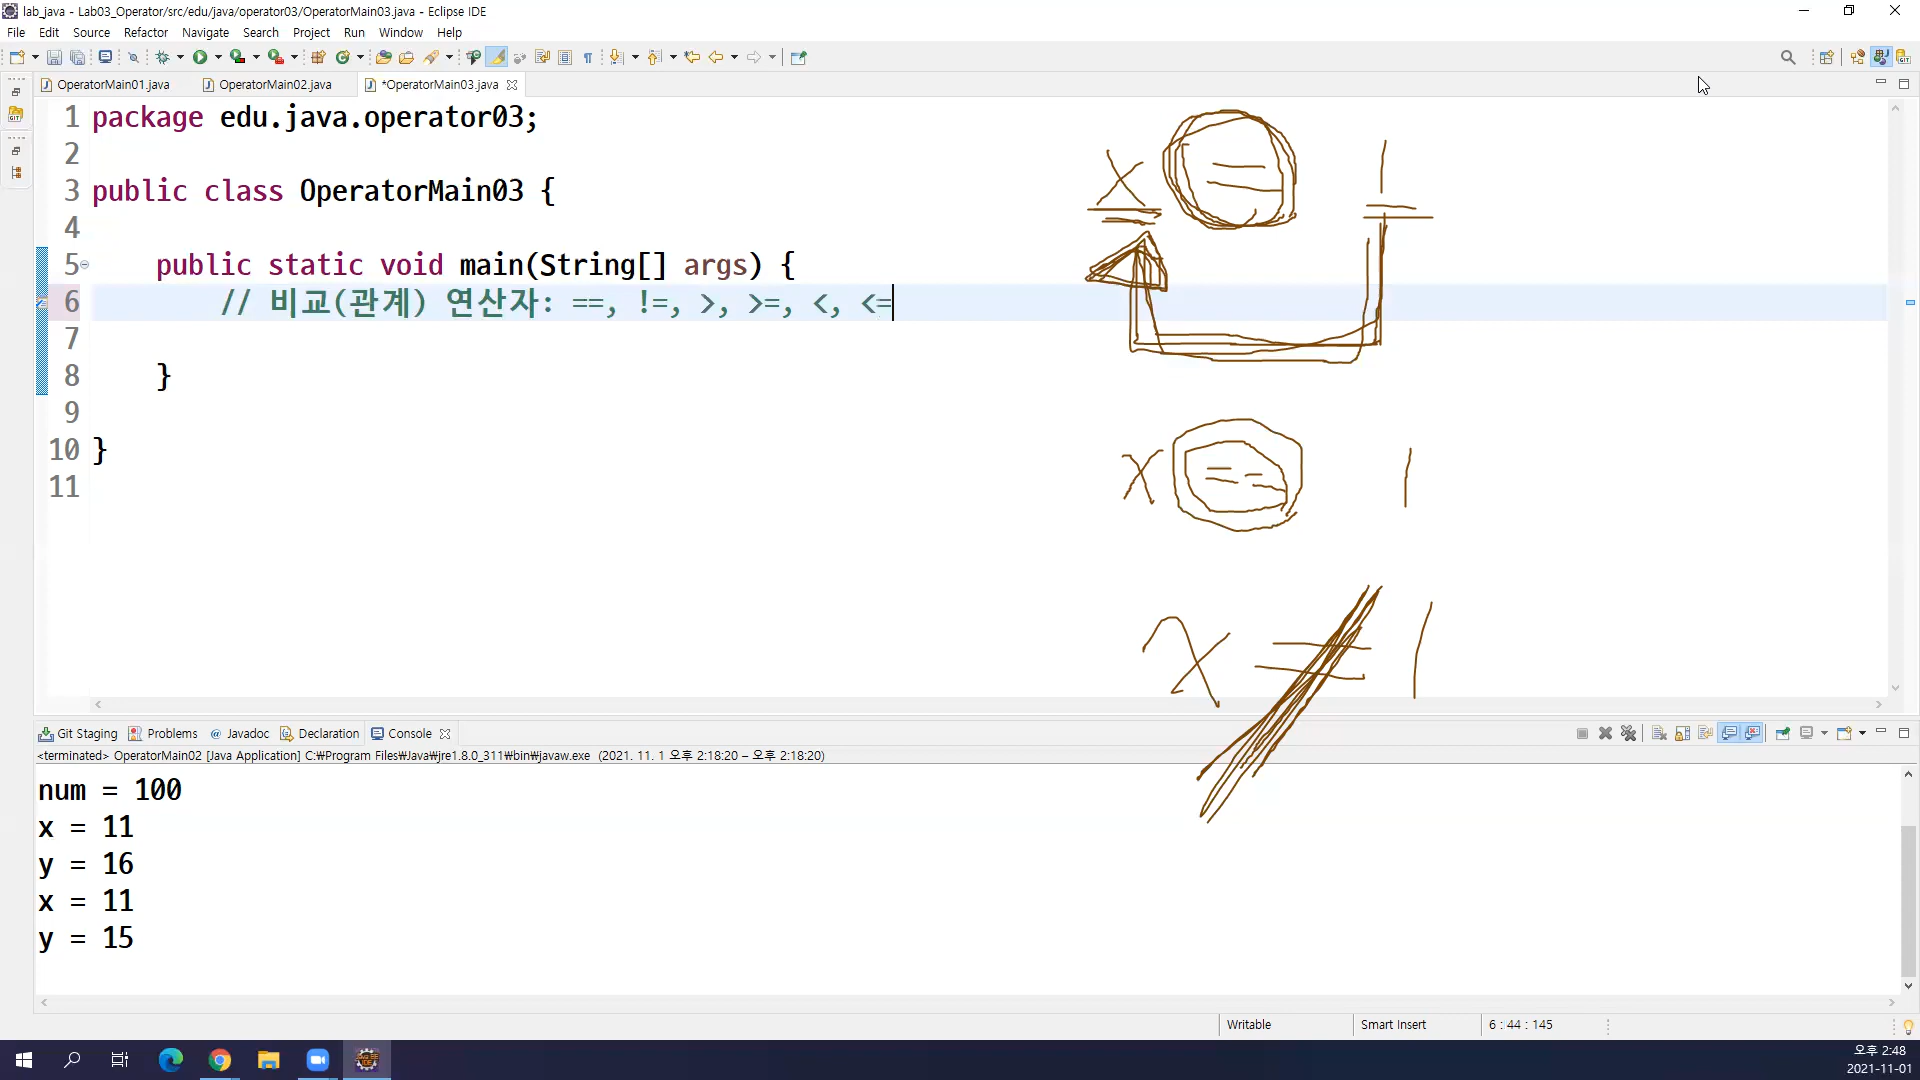 lab_java - Lab03_Operator/src/edu/java/operator03/OperatorMain03.java - Eclipse IDE
File Edit Source Refactor Navigate Search Project Run Window Help
OperatorMain01.java OperatorMain02.java *OperatorMain03.java
1 package edu.java.operator03;
2
3 public class OperatorMain03 {
4
5 public static void main(String[] args) {
6 // 비교(관계) 연산자: ==, !=, >, >=, <, <=
7
8 }
9
10 }
11
x = 1
x == 1
x ≠ 1
Git Staging Problems @ Javadoc Declaration Console
<terminated> OperatorMain02 [Java Application] C:₩Program Files₩Java₩jre1.8.0_311₩bin₩javaw.exe (2021. 11. 1 오후 2:18:20 – 오후 2:18:20)
num = 100
x = 11
y = 16
x = 11
y = 15
Writable Smart Insert 6 : 44 : 145
오후 2:48
2021-11-01